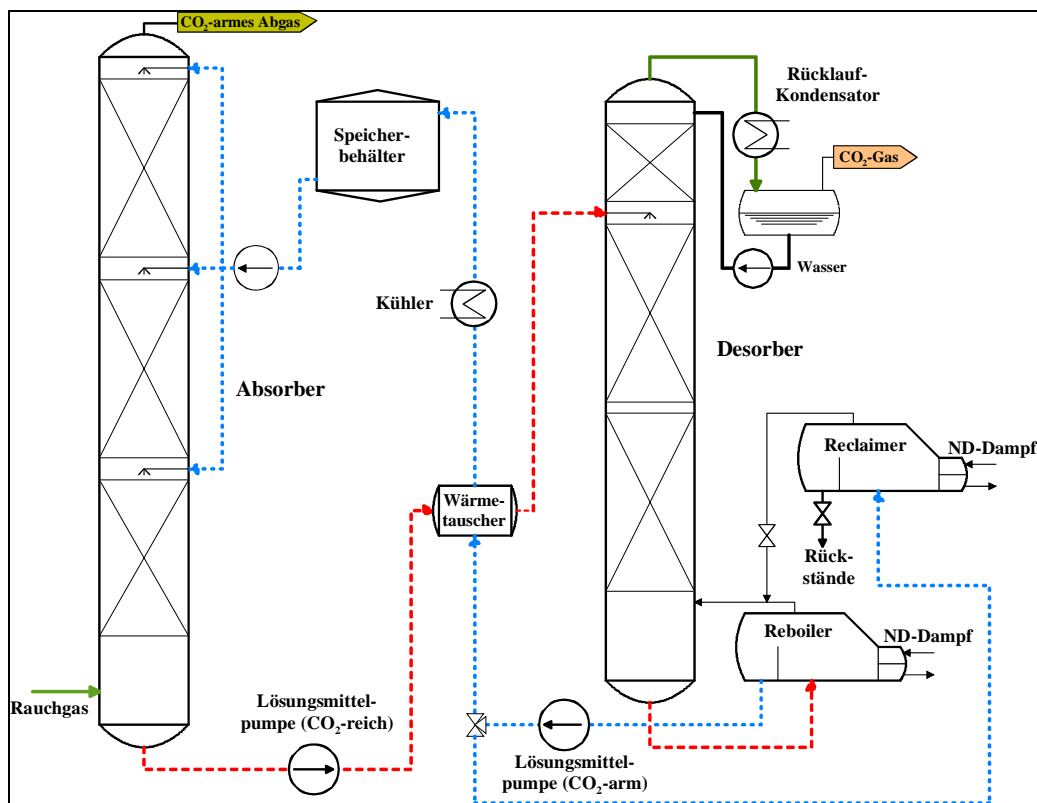 CO₂-armes Abgas
Rücklauf-
Kondensator
Speicher-
behälter
CO₂-Gas
Wasser
Kühler
Desorber
Absorber
Reclaimer
ND-Dampf
Wärme-
tauscher
Rück-
stände
Reboiler
ND-Dampf
Rauchgas
Lösungsmittel-
pumpe (CO₂-reich)
Lösungsmittel-
pumpe (CO₂-arm)